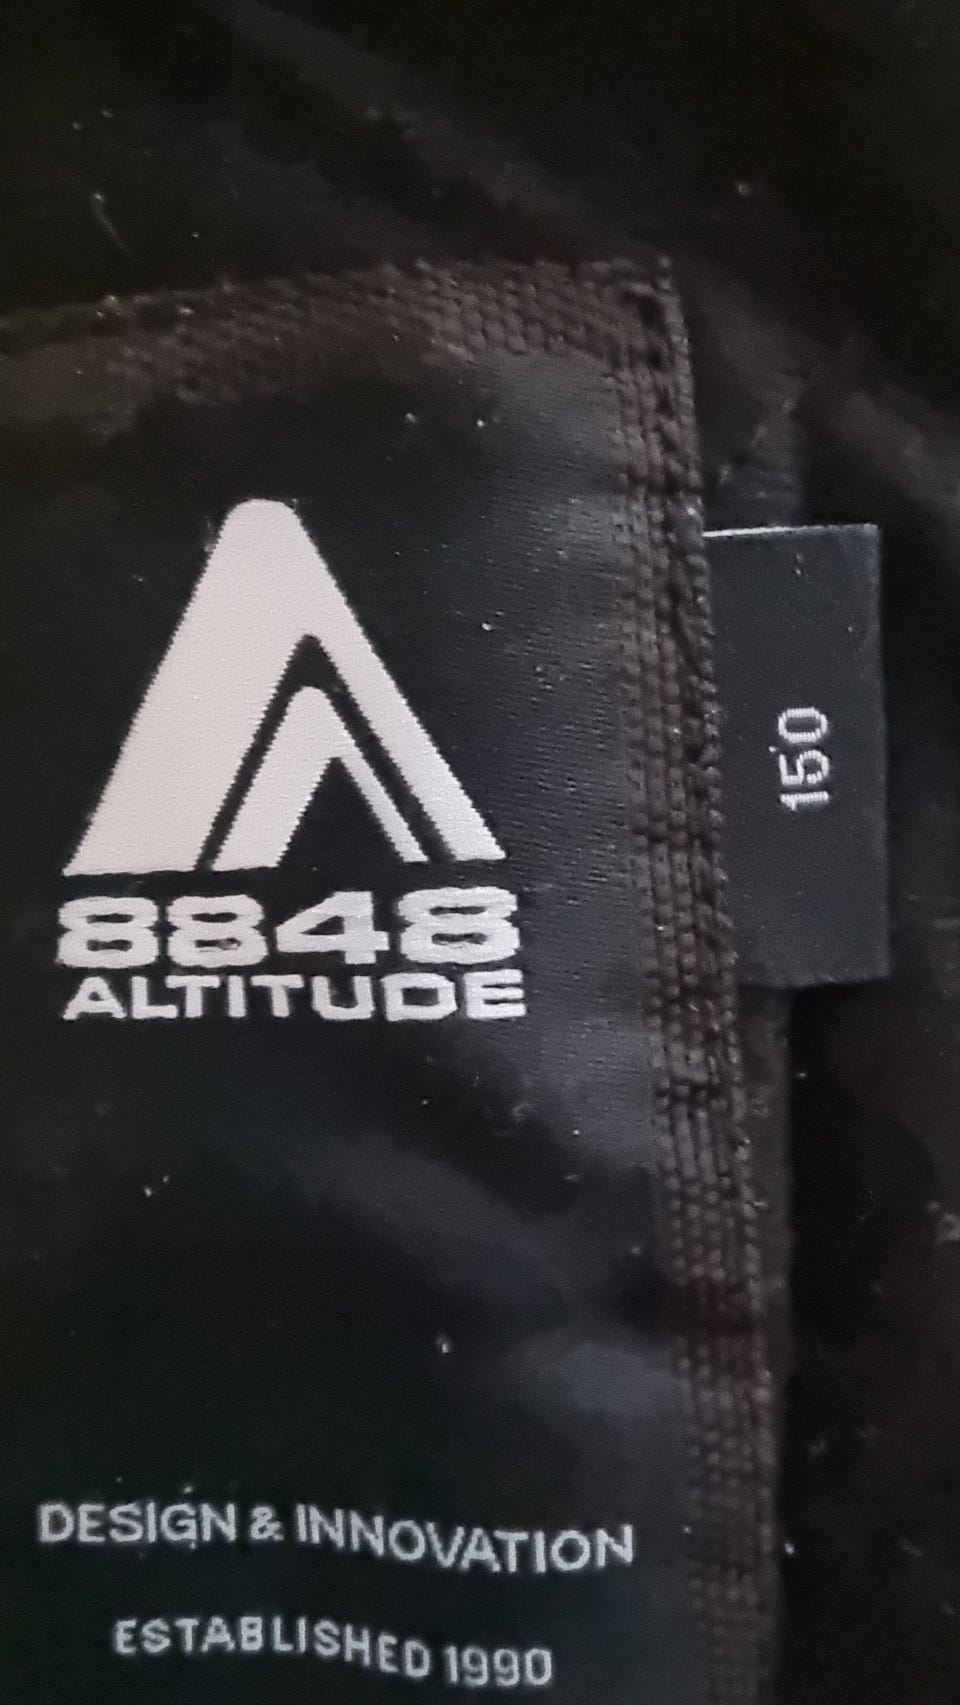 8848
ALTITUDE
150
DESIGN & INNOVATION
ESTABLISHED 1990